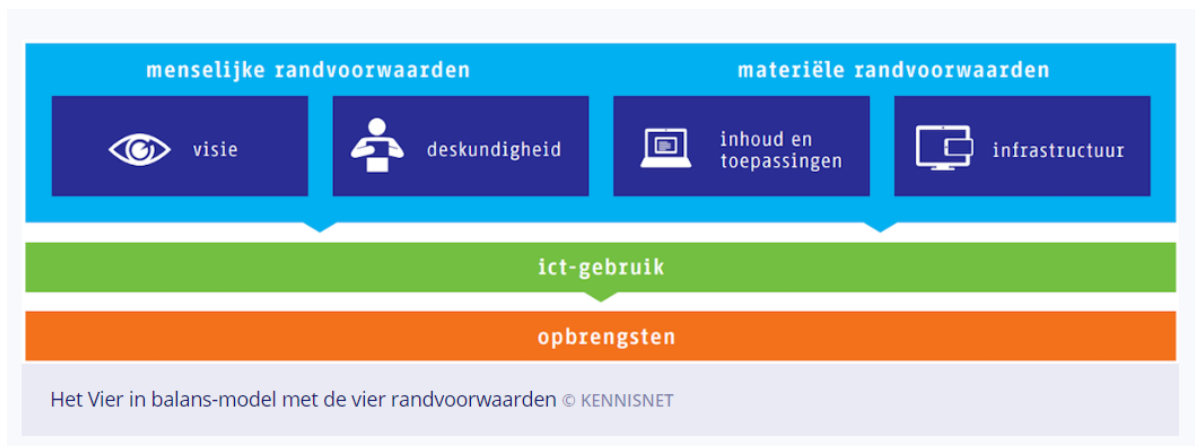 menselijke randvoorwaarden
materiële randvoorwaarden
visie
deskundigheid
inhoud en
toepassingen
infrastructuur
ict-gebruik
opbrengsten
Het Vier in balans-model met de vier randvoorwaarden © KENNISNET